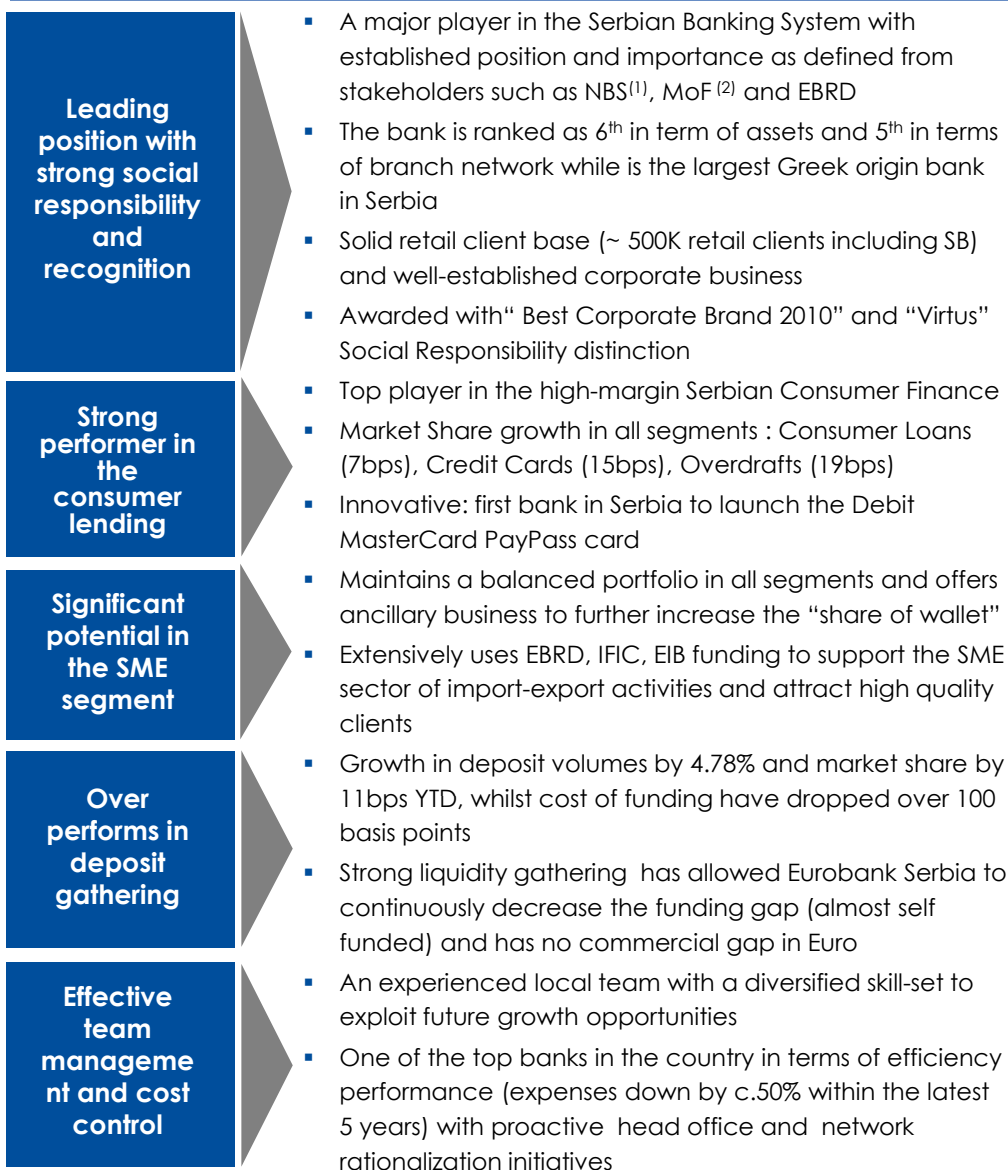 Leading
position with
strong social
responsibility
and
recognition
▪ A major player in the Serbian Banking System with
established position and importance as defined from
stakeholders such as NBS(1), MoF (2) and EBRD
▪ The bank is ranked as 6th in term of assets and 5th in terms
of branch network while is the largest Greek origin bank
in Serbia
▪ Solid retail client base (~ 500K retail clients including SB)
and well-established corporate business
▪ Awarded with“ Best Corporate Brand 2010” and “Virtus”
Social Responsibility distinction
Strong
performer in
the
consumer
lending
▪ Top player in the high-margin Serbian Consumer Finance
▪ Market Share growth in all segments : Consumer Loans
(7bps), Credit Cards (15bps), Overdrafts (19bps)
▪ Innovative: first bank in Serbia to launch the Debit
MasterCard PayPass card
Significant
potential in
the SME
segment
▪ Maintains a balanced portfolio in all segments and offers
ancillary business to further increase the “share of wallet”
▪ Extensively uses EBRD, IFIC, EIB funding to support the SME
sector of import-export activities and attract high quality
clients
Over
performs in
deposit
gathering
▪ Growth in deposit volumes by 4.78% and market share by
11bps YTD, whilst cost of funding have dropped over 100
basis points
▪ Strong liquidity gathering has allowed Eurobank Serbia to
continuously decrease the funding gap (almost self
funded) and has no commercial gap in Euro
Effective
team
manageme
nt and cost
control
▪ An experienced local team with a diversified skill-set to
exploit future growth opportunities
▪ One of the top banks in the country in terms of efficiency
performance (expenses down by c.50% within the latest
5 years) with proactive head office and network
rationalization initiatives